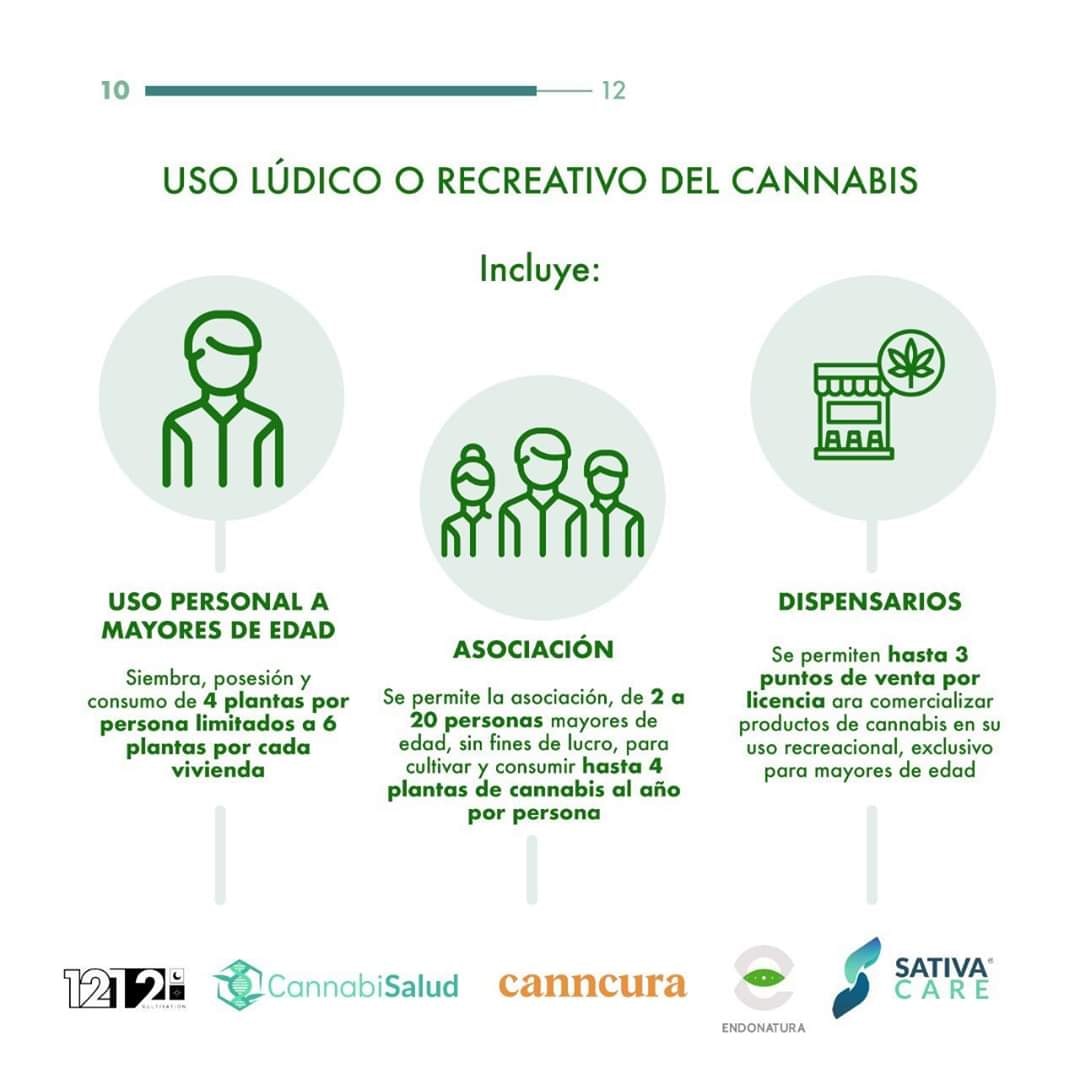 10
12
USO LÚDICO O RECREATIVO DEL CANNABIS
Incluye:
USO PERSONAL A
MAYORES DE EDAD
Siembra, posesión y
consumo de 4 plantas por
persona limitados a 6
plantas por cada
vivienda
ASOCIACIÓN
Se permite la asociación, de 2 a
20 personas mayores de
edad, sin fines de lucro, para
cultivar y consumir hasta 4
plantas de cannabis al año
por persona
DISPENSARIOS
Se permiten hasta 3
puntos de venta por
licencia ara comercializar
productos de cannabis en su
uso recreacional, exclusivo
para mayores de edad
1212
CULTIVATION
CannabiSalud
canncura
ENDONATURA
SATIVA®
CARE